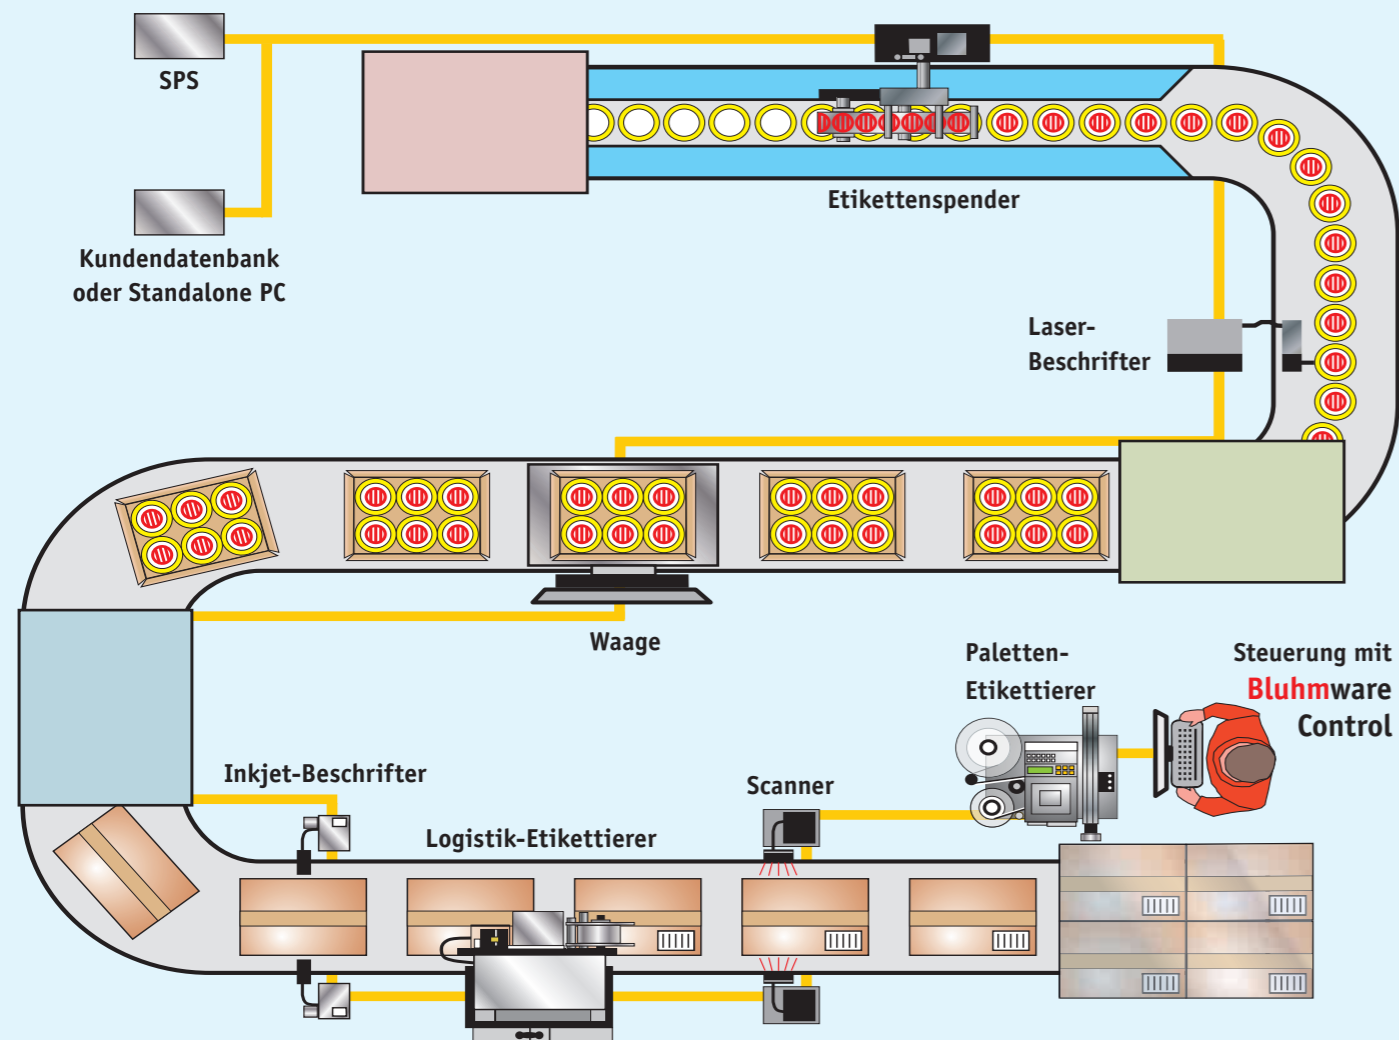 SPS
Kundendatenbank
oder Standalone PC
Etikettenspender
Laser-
Beschrifter
Waage
Paletten-
Etikettierer
Steuerung mit
Bluhmware
Control
Inkjet-Beschrifter
Logistik-Etikettierer
Scanner